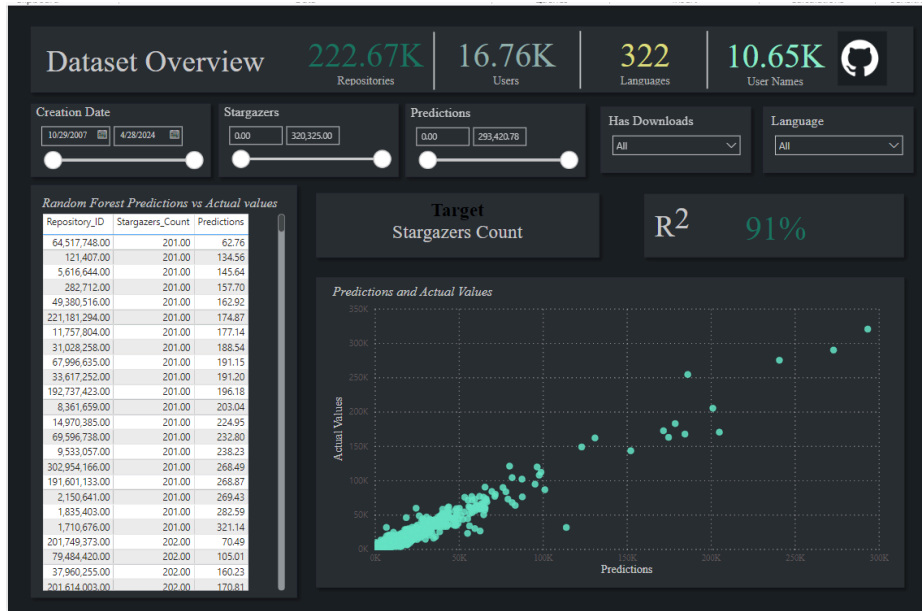 Dataset Overview
222.67K
Repositories
16.76K
Users
322
Languages
10.65K
User Names
Creation Date
10/29/2007
4/28/2024
Stargazers
0.00
320,325.00
Predictions
0.00
293,420.78
Has Downloads
All
Language
All
Random Forest Predictions vs Actual values
Repository_ID Stargazers_Count Predictions
64,517,748.00 201.00 62.76
121,407.00 201.00 134.56
5,616,644.00 201.00 145.64
282,712.00 201.00 157.70
49,380,516.00 201.00 162.92
221,181,294.00 201.00 174.87
11,757,804.00 201.00 177.14
31,028,258.00 201.00 188.54
67,996,635.00 201.00 191.15
33,617,252.00 201.00 191.20
192,737,423.00 201.00 196.18
8,361,659.00 201.00 203.04
14,970,385.00 201.00 224.95
69,596,738.00 201.00 232.80
9,533,057.00 201.00 238.23
302,954,166.00 201.00 268.49
191,601,133.00 201.00 268.87
2,150,641.00 201.00 269.43
1,835,403.00 201.00 282.59
1,710,676.00 201.00 321.14
201,749,373.00 202.00 70.49
79,484,420.00 202.00 105.01
37,960,255.00 202.00 160.23
201,614,003.00 202.00 170.81
Target
Stargazers Count
R²
91%
Predictions and Actual Values
350K
300K
250K
200K
150K
100K
50K
0K
Actual Values
0K 50K 100K 150K 200K 250K 300K
Predictions